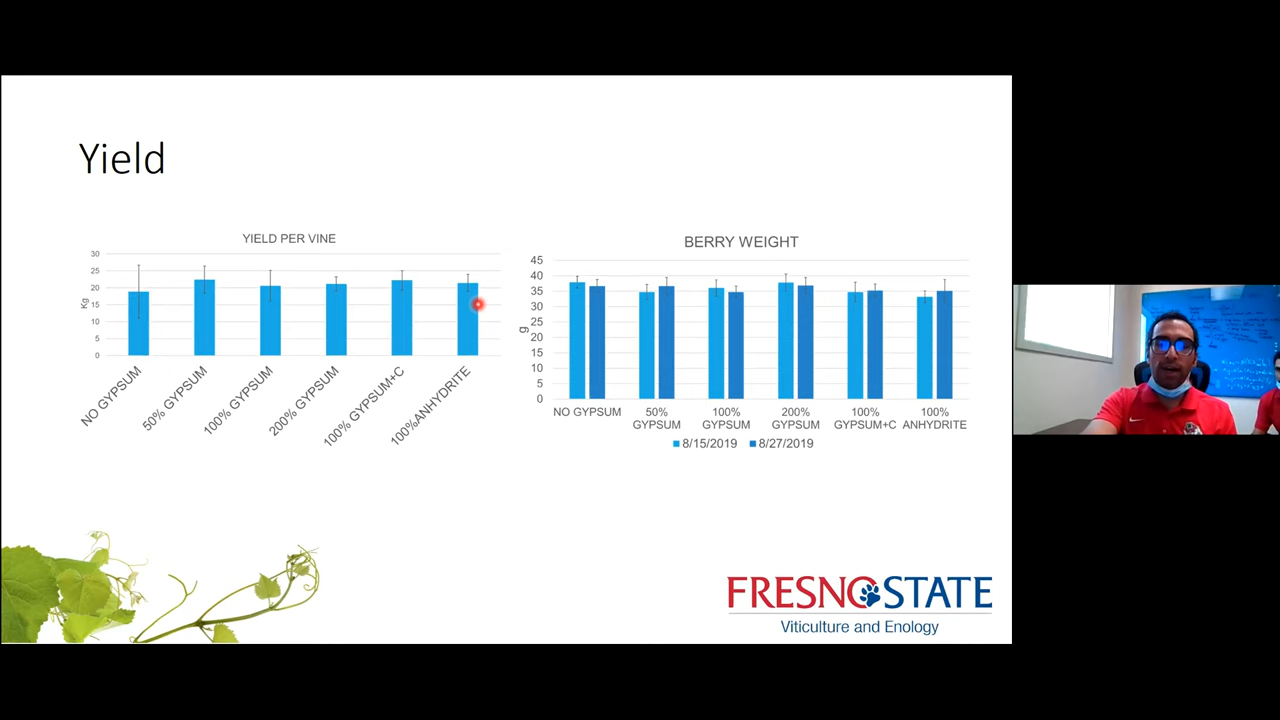 Yield
YIELD PER VINE
30
25
20
15
10
5
0
Kg
NO GYPSUM
50% GYPSUM
100% GYPSUM
200% GYPSUM
100% GYPSUM+C
100%ANHYDRITE
BERRY WEIGHT
45
40
35
30
25
20
15
10
5
0
g
NO GYPSUM
50% GYPSUM
100% GYPSUM
200% GYPSUM
100% GYPSUM+C
100% ANHYDRITE
8/15/2019 8/27/2019
FRESNO STATE
Viticulture and Enology